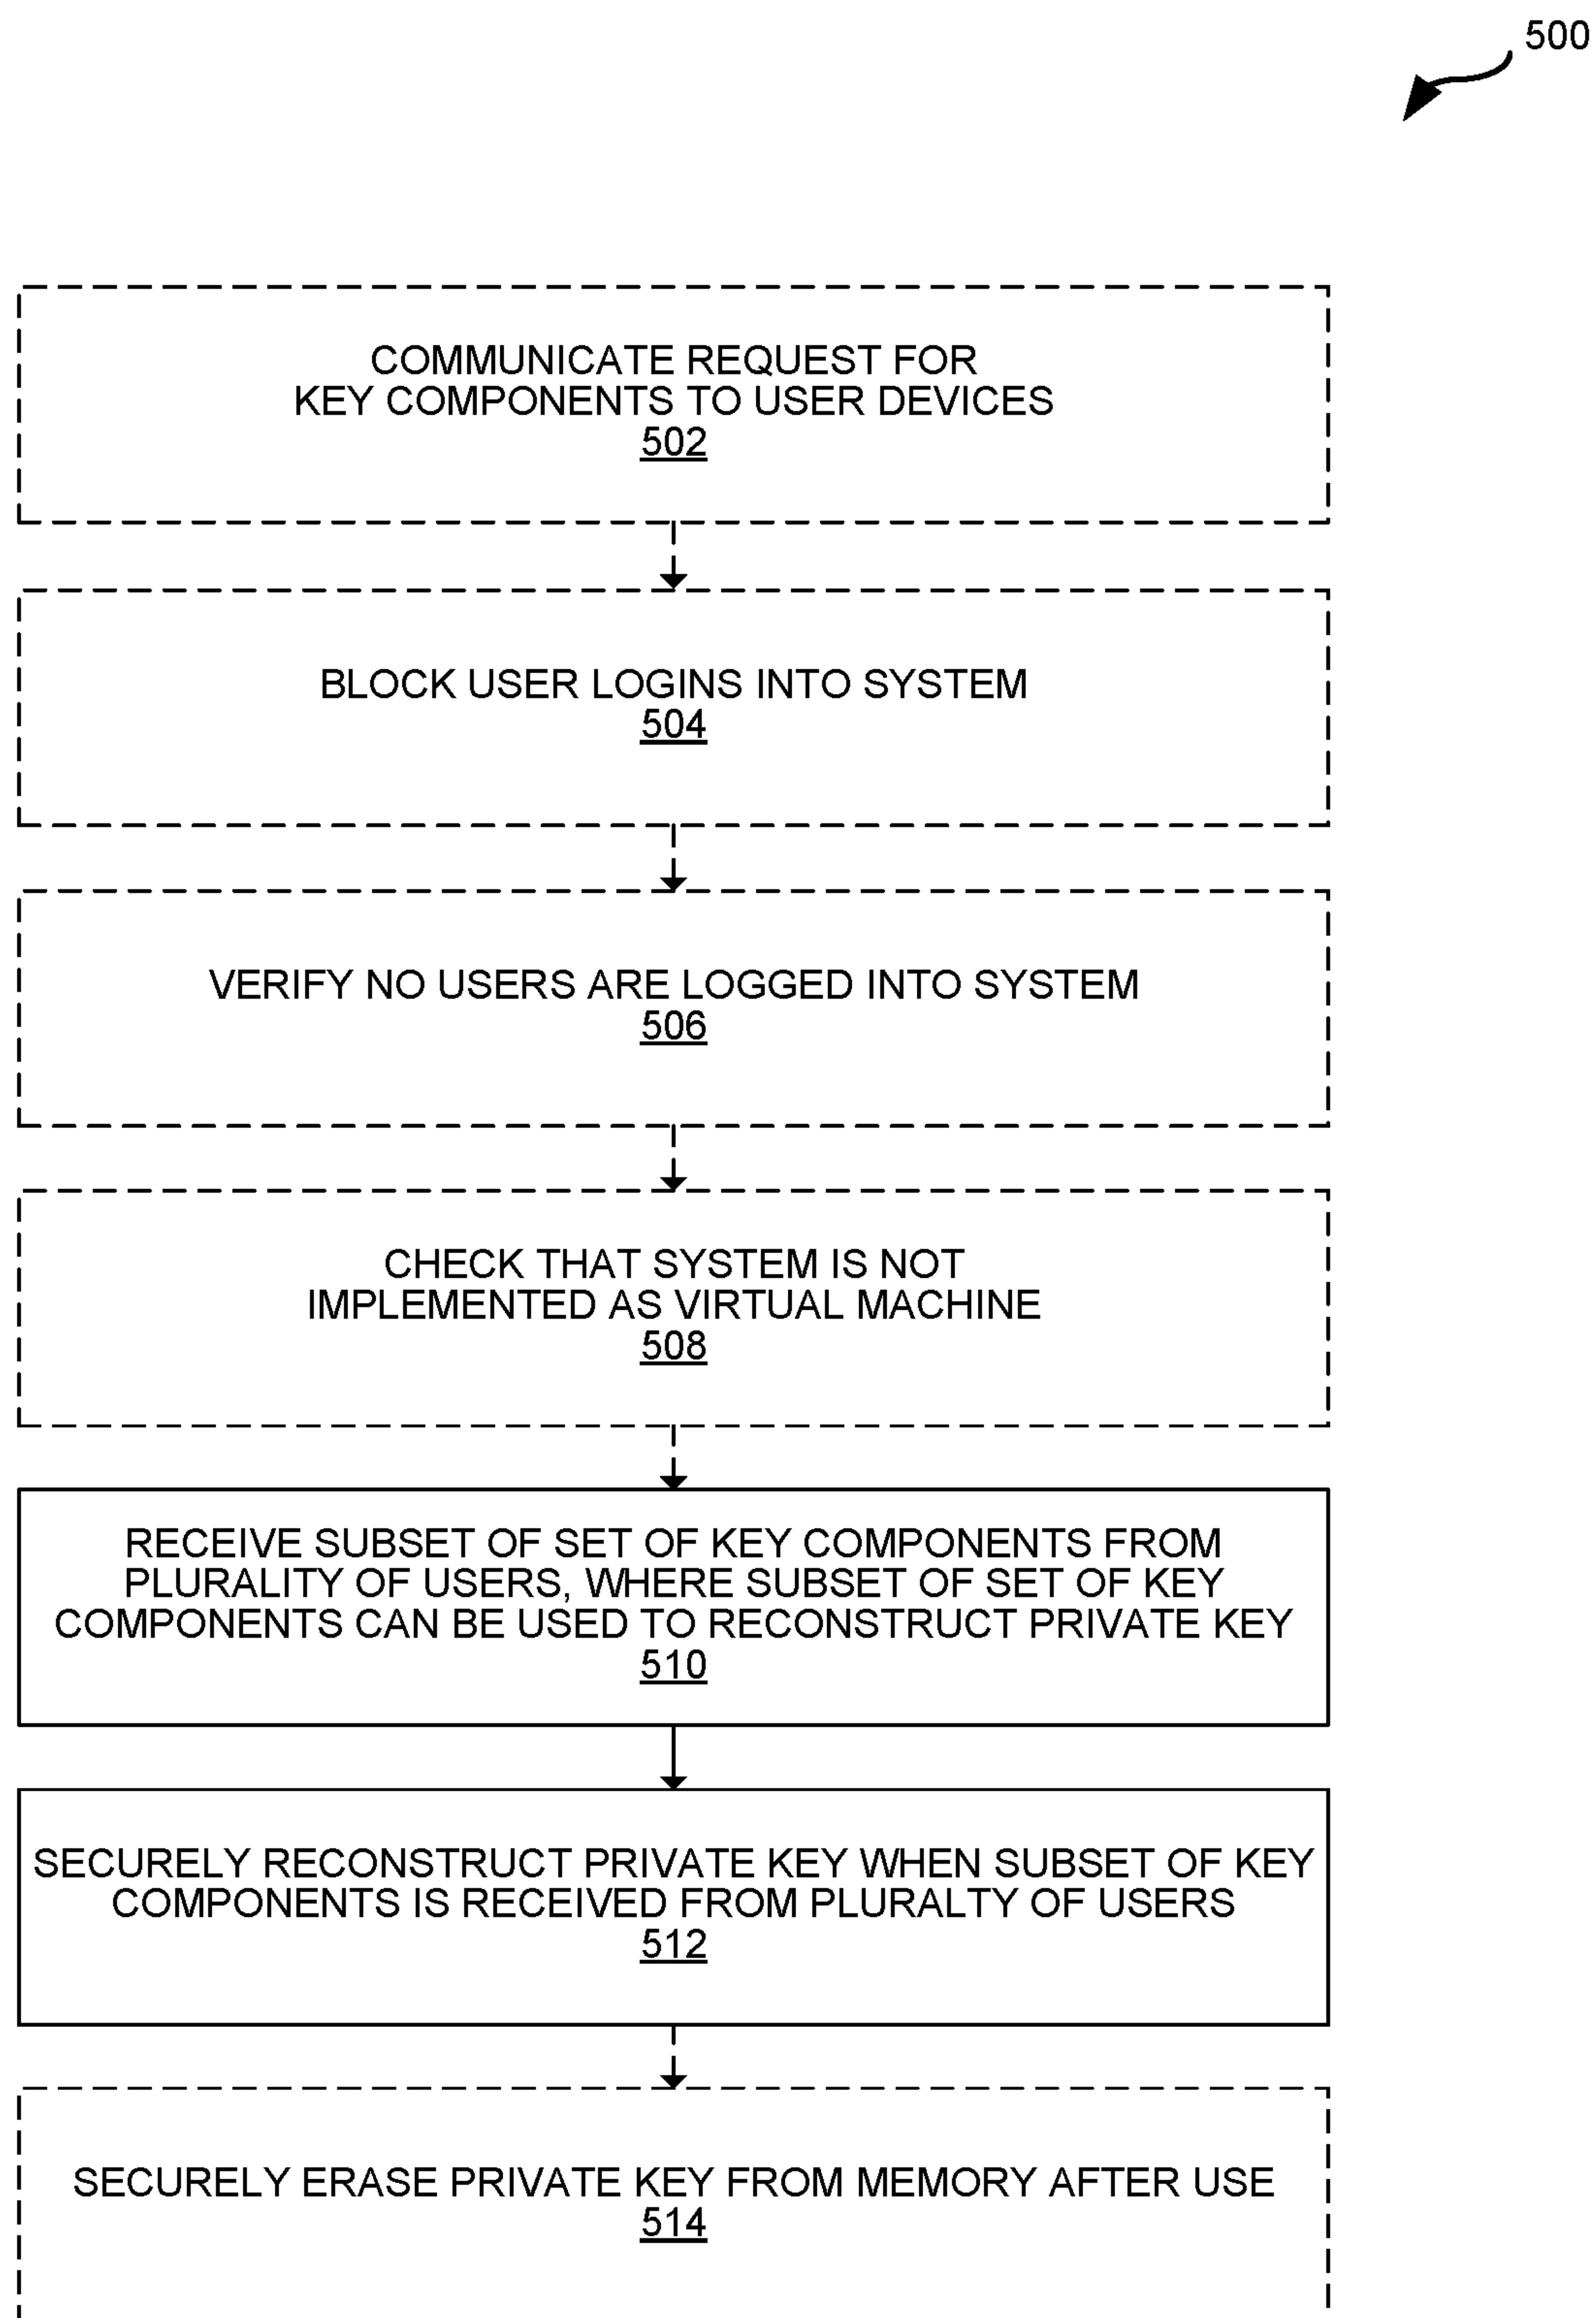 500
COMMUNICATE REQUEST FOR
KEY COMPONENTS TO USER DEVICES
502
BLOCK USER LOGINS INTO SYSTEM
504
VERIFY NO USERS ARE LOGGED INTO SYSTEM
506
CHECK THAT SYSTEM IS NOT
IMPLEMENTED AS VIRTUAL MACHINE
508
RECEIVE SUBSET OF SET OF KEY COMPONENTS FROM
PLURALITY OF USERS, WHERE SUBSET OF SET OF KEY
COMPONENTS CAN BE USED TO RECONSTRUCT PRIVATE KEY
510
SECURELY RECONSTRUCT PRIVATE KEY WHEN SUBSET OF KEY
COMPONENTS IS RECEIVED FROM PLURALTY OF USERS
512
SECURELY ERASE PRIVATE KEY FROM MEMORY AFTER USE
514